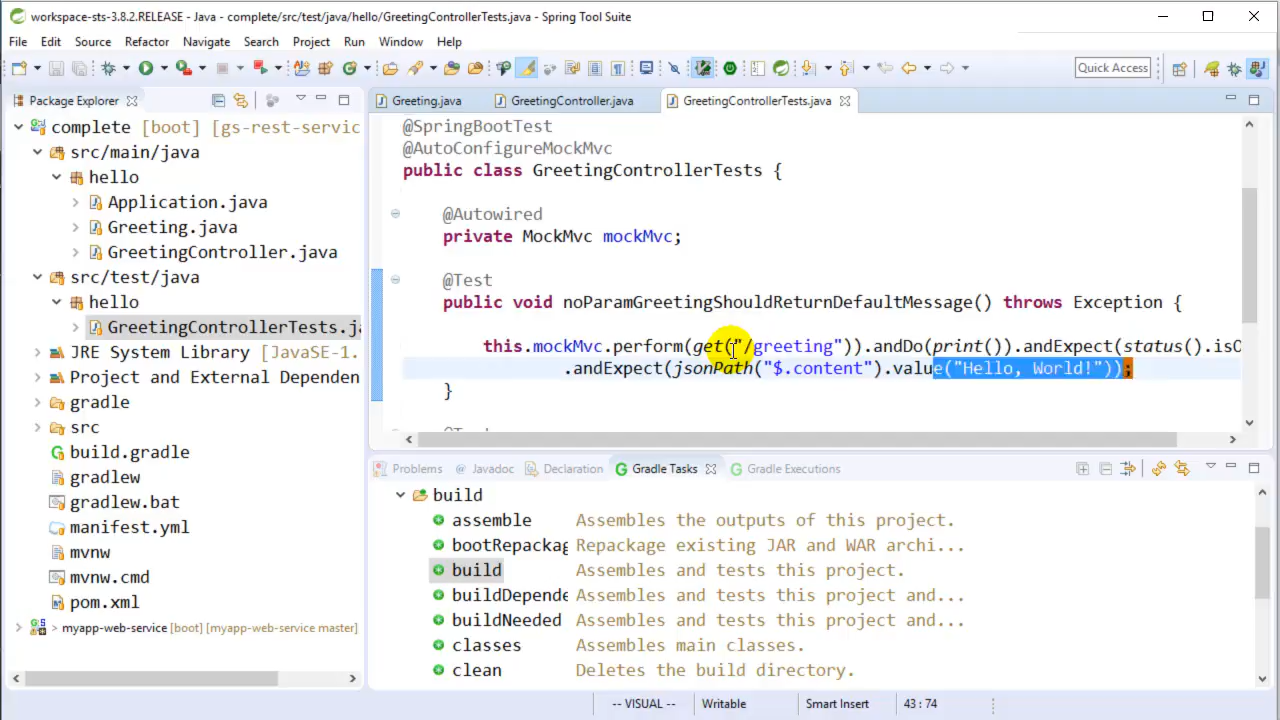 workspace-sts-3.8.2.RELEASE - Java - complete/src/test/java/hello/GreetingControllerTests.java - Spring Tool Suite
File Edit Source Refactor Navigate Search Project Run Window Help
Quick Access
Package Explorer
complete [boot] [gs-rest-servic
src/main/java
hello
Application.java
Greeting.java
GreetingController.java
src/test/java
hello
GreetingControllerTests.ja
JRE System Library [JavaSE-1.
Project and External Dependen
gradle
src
build.gradle
gradlew
gradlew.bat
manifest.yml
mvnw
mvnw.cmd
pom.xml
myapp-web-service [boot] [myapp-web-service master]
Greeting.java GreetingController.java GreetingControllerTests.java
@SpringBootTest
@AutoConfigureMockMvc
public class GreetingControllerTests {
@Autowired
private MockMvc mockMvc;
@Test
public void noParamGreetingShouldReturnDefaultMessage() throws Exception {
this.mockMvc.perform(get("/greeting")).andDo(print()).andExpect(status().isO
.andExpect(jsonPath("$.content").value("Hello, World!"));
}
Problems Javadoc Declaration Gradle Tasks Gradle Executions
build
assemble Assembles the outputs of this project.
bootRepackag Repackage existing JAR and WAR archi...
build Assembles and tests this project.
buildDepende Assembles and tests this project and...
buildNeeded Assembles and tests this project and...
classes Assembles main classes.
clean Deletes the build directory.
-- VISUAL -- Writable Smart Insert 43 : 74